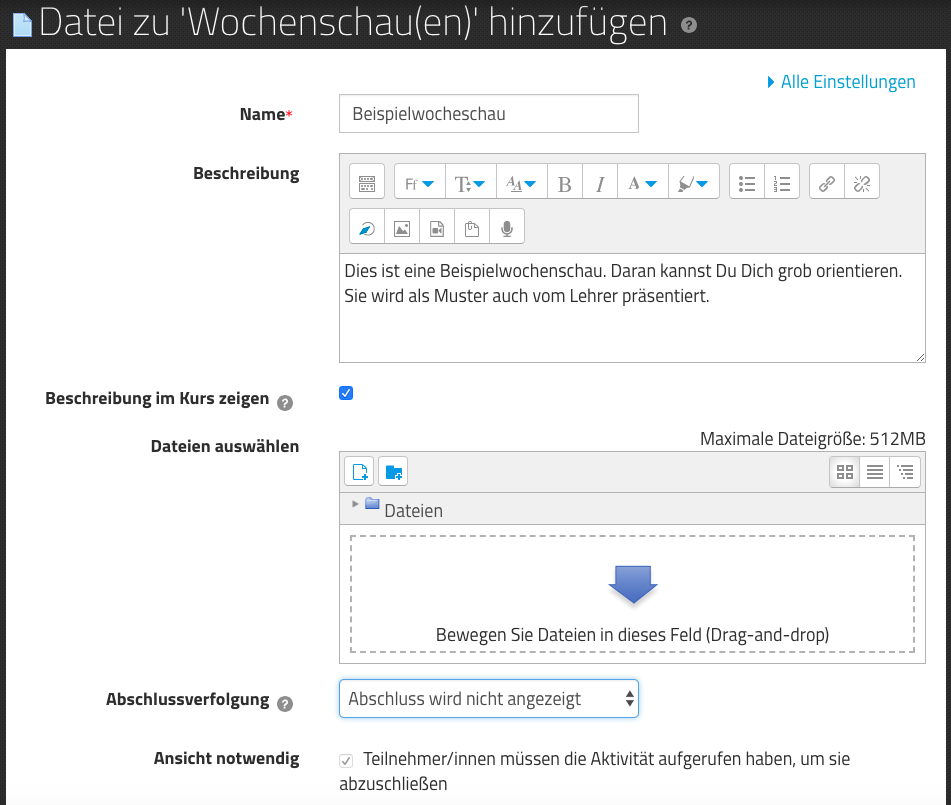 Datei zu 'Wochenschau(en)' hinzufügen ?
Alle Einstellungen
Name*
Beispielwocheschau
Beschreibung
Ff T A A B I A
Dies ist eine Beispielwochenschau. Daran kannst Du Dich grob orientieren.
Sie wird als Muster auch vom Lehrer präsentiert.
Beschreibung im Kurs zeigen ?
Dateien auswählen
Maximale Dateigröße: 512MB
Dateien
Bewegen Sie Dateien in dieses Feld (Drag-and-drop)
Abschlussverfolgung ?
Abschluss wird nicht angezeigt
Ansicht notwendig
Teilnehmer/innen müssen die Aktivität aufgerufen haben, um sie
abzuschließen